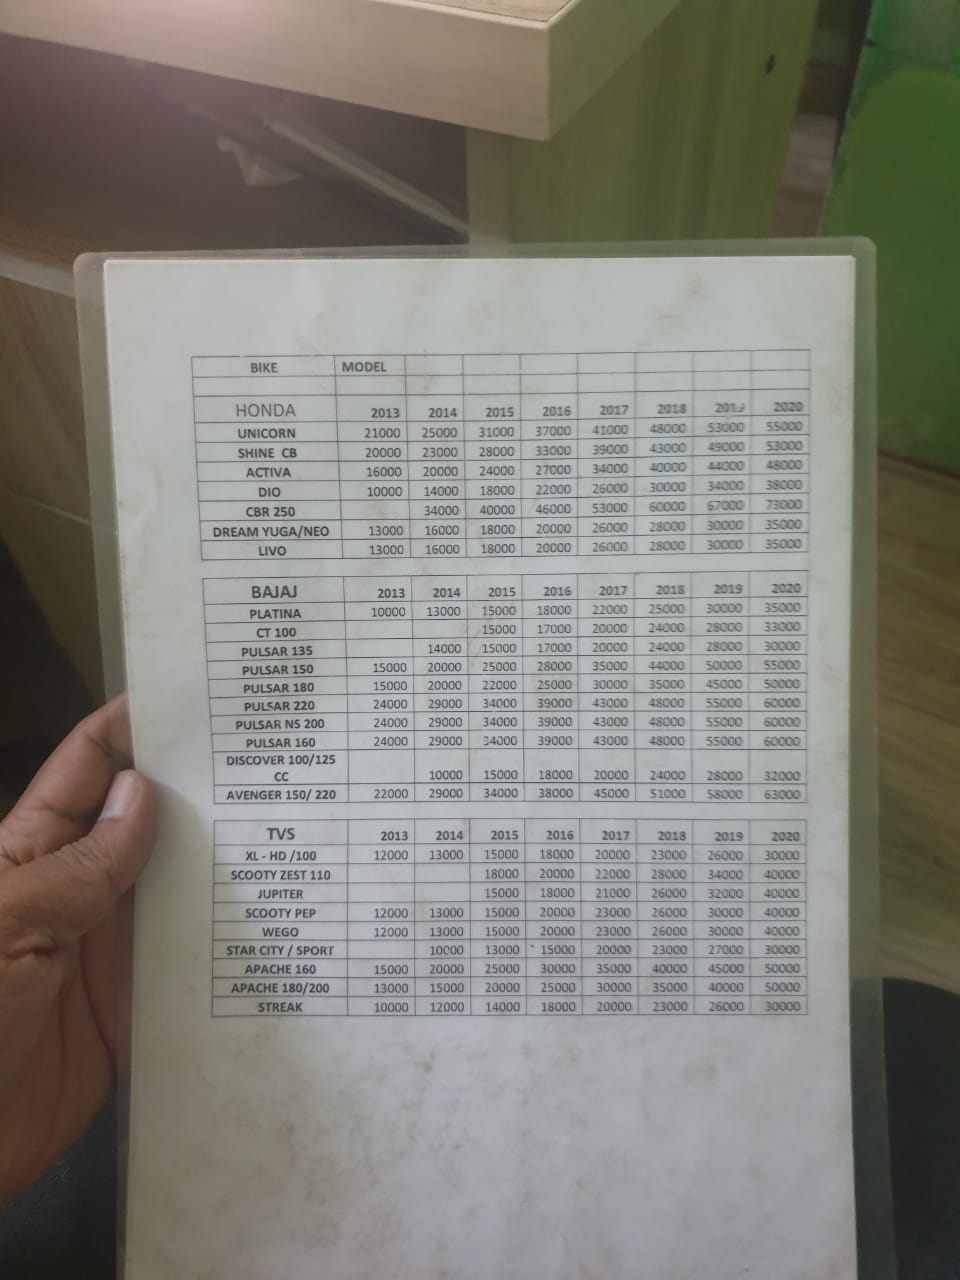 BIKE MODEL
HONDA 2013 2014 2015 2016 2017 2018 2019 2020
UNICORN 21000 25000 31000 37000 41000 48000 53000 55000
SHINE CB 20000 23000 28000 33000 39000 43000 49000 53000
ACTIVA 16000 20000 24000 27000 34000 40000 44000 48000
DIO 10000 14000 18000 22000 26000 30000 34000 38000
CBR 250 34000 40000 46000 53000 60000 67000 73000
DREAM YUGA/NEO 13000 16000 18000 20000 26000 28000 30000 35000
LIVO 13000 16000 18000 20000 26000 28000 30000 35000
BAJAJ 2013 2014 2015 2016 2017 2018 2019 2020
PLATINA 10000 13000 15000 18000 22000 25000 30000 35000
CT 100 15000 17000 20000 24000 28000 33000
PULSAR 135 14000 15000 17000 20000 24000 28000 30000
PULSAR 150 15000 20000 25000 28000 35000 44000 50000 55000
PULSAR 180 15000 20000 22000 25000 30000 35000 45000 50000
PULSAR 220 24000 29000 34000 39000 43000 48000 55000 60000
PULSAR NS 200 24000 29000 34000 39000 43000 48000 55000 60000
PULSAR 160 24000 29000 34000 39000 43000 48000 55000 60000
DISCOVER 100/125
CC 10000 15000 18000 20000 24000 28000 32000
AVENGER 150/ 220 22000 29000 34000 38000 45000 51000 58000 63000
TVS 2013 2014 2015 2016 2017 2018 2019 2020
XL - HD /100 12000 13000 15000 18000 20000 23000 26000 30000
SCOOTY ZEST 110 18000 20000 22000 28000 34000 40000
JUPITER 15000 18000 21000 26000 32000 40000
SCOOTY PEP 12000 13000 15000 20000 23000 26000 30000 40000
WEGO 12000 13000 15000 20000 23000 26000 30000 40000
STAR CITY / SPORT 10000 13000 15000 20000 23000 27000 30000
APACHE 160 15000 20000 25000 30000 35000 40000 45000 50000
APACHE 180/200 13000 15000 20000 25000 30000 35000 40000 50000
STREAK 10000 12000 14000 18000 20000 23000 26000 30000